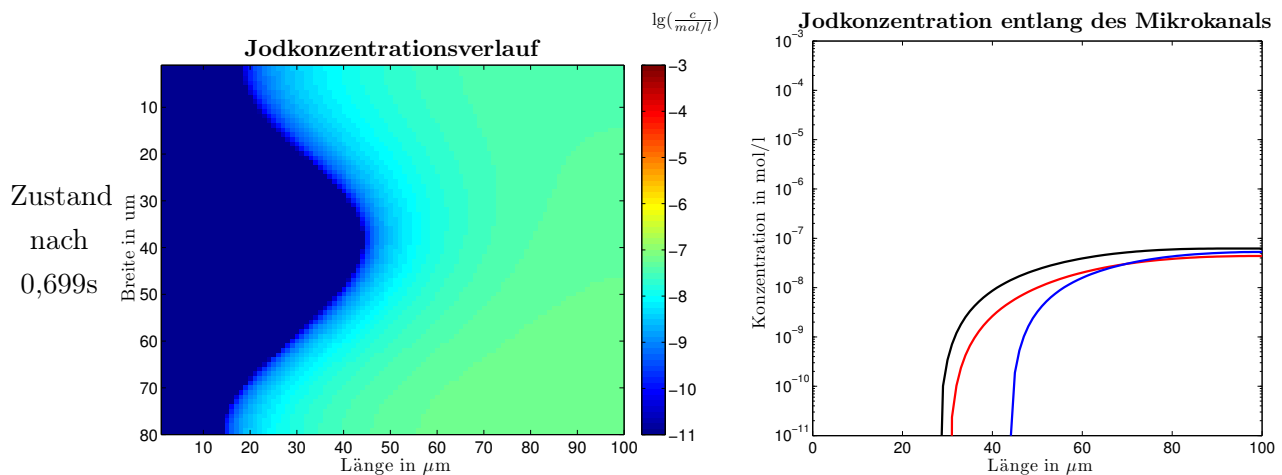 Zustand
nach
0,699s
Jodkonzentrationsverlauf
lg(\frac{c}{mol/l})
Breite in um
10
20
30
40
50
60
70
80
10 20 30 40 50 60 70 80 90 100
Länge in μm
−3
−4
−5
−6
−7
−8
−9
−10
−11
Jodkonzentration entlang des Mikrokanals
Konzentration in mol/l
10⁻³
10⁻⁴
10⁻⁵
10⁻⁶
10⁻⁷
10⁻⁸
10⁻⁹
10⁻¹⁰
10⁻¹¹
0 20 40 60 80 100
Länge in μm